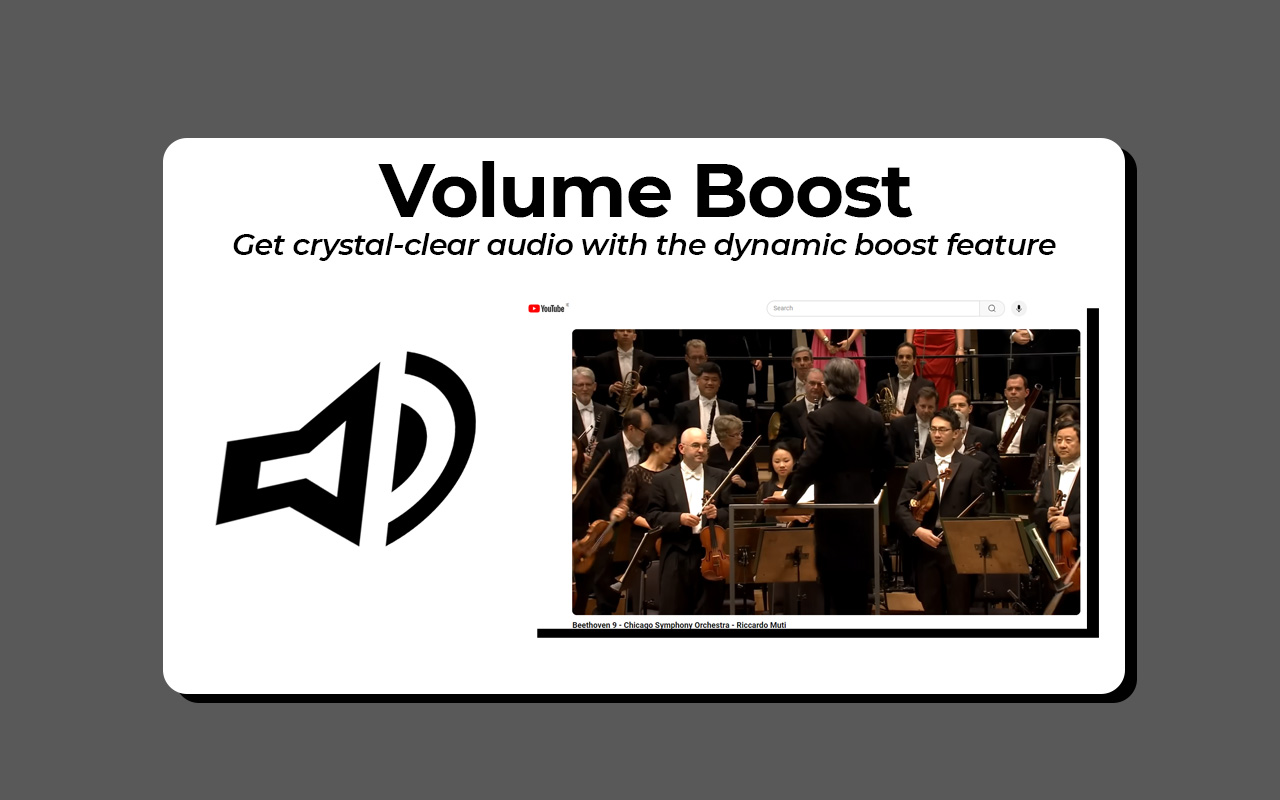 Volume Boost
Get crystal-clear audio with the dynamic boost feature
YouTube
Search
Beethoven 9 - Chicago Symphony Orchestra - Riccardo Muti